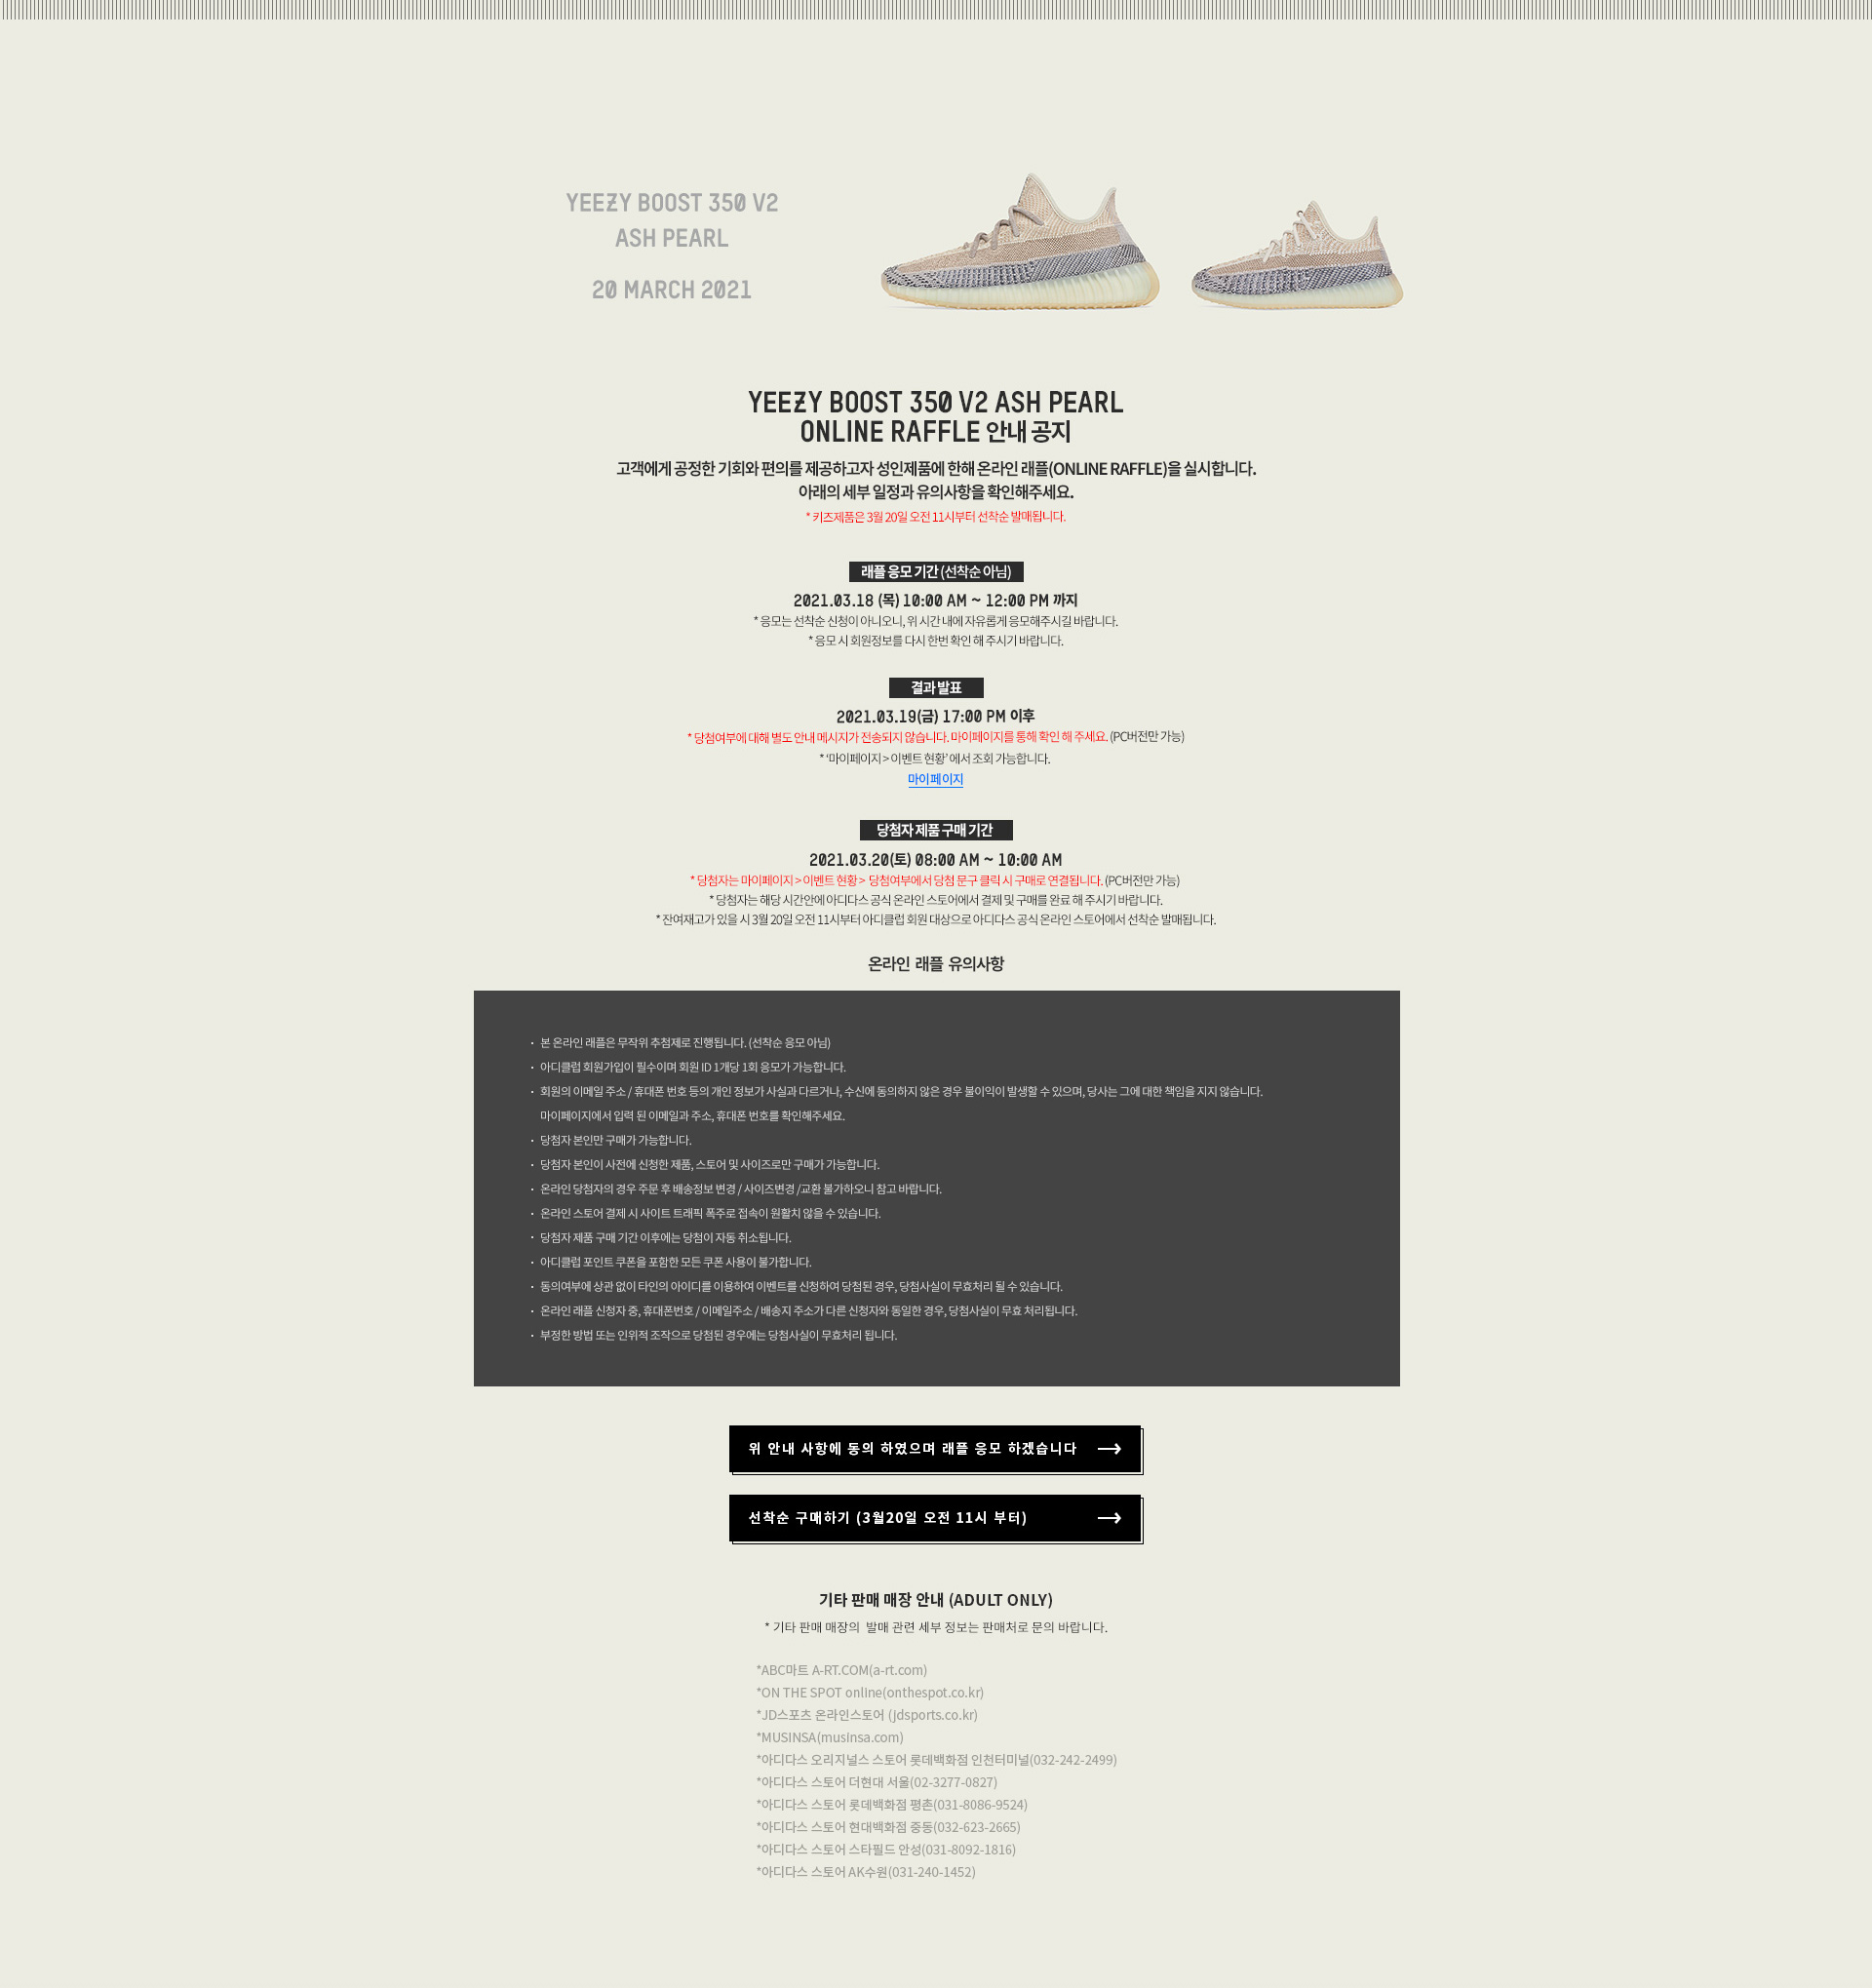 YEEZY BOOST 350 V2
ASH PEARL
20 MARCH 2021
YEEZY BOOST 350 V2 ASH PEARL
ONLINE RAFFLE 안내 공지
고객에게 공정한 기회와 편의를 제공하고자 성인제품에 한해 온라인 래플(ONLINE RAFFLE)을 실시합니다.
아래의 세부 일정과 유의사항을 확인해주세요.
* 키즈제품은 3월 20일 오전 11시부터 선착순 발매됩니다.
래플 응모 기간 (선착순 아님)
2021.03.18 (목) 10:00 AM ~ 12:00 PM 까지
* 응모는 선착순 신청이 아니오니, 위 시간 내에 자유롭게 응모해주시길 바랍니다.
* 응모 시 회원정보를 다시 한번 확인 해 주시기 바랍니다.
결과 발표
2021.03.19(금) 17:00 PM 이후
* 당첨여부에 대해 별도 안내 메시지가 전송되지 않습니다. 마이페이지를 통해 확인 해 주세요. (PC버전만 가능)
* ‘마이페이지 > 이벤트 현황’ 에서 조회 가능합니다.
마이페이지
당첨자 제품 구매 기간
2021.03.20(토) 08:00 AM ~ 10:00 AM
* 당첨자는 마이페이지 > 이벤트 현황 > 당첨여부에서 당첨 문구 클릭 시 구매로 연결됩니다. (PC버전만 가능)
* 당첨자는 해당 시간안에 아디다스 공식 온라인 스토어에서 결제 및 구매를 완료 해 주시기 바랍니다.
* 잔여재고가 있을 시 3월 20일 오전 11시부터 아디클럽 회원 대상으로 아디다스 공식 온라인 스토어에서 선착순 발매됩니다.
온라인 래플 유의사항
· 본 온라인 래플은 무작위 추첨제로 진행됩니다. (선착순 응모 아님)
· 아디클럽 회원가입이 필수이며 회원 ID 1개당 1회 응모가 가능합니다.
· 회원의 이메일 주소 / 휴대폰 번호 등의 개인 정보가 사실과 다르거나, 수신에 동의하지 않은 경우 불이익이 발생할 수 있으며, 당사는 그에 대한 책임을 지지 않습니다.
마이페이지에서 입력 된 이메일과 주소, 휴대폰 번호를 확인해주세요.
· 당첨자 본인만 구매가 가능합니다.
· 당첨자 본인이 사전에 신청한 제품, 스토어 및 사이즈로만 구매가 가능합니다.
· 온라인 당첨자의 경우 주문 후 배송정보 변경 / 사이즈변경 /교환 불가하오니 참고 바랍니다.
· 온라인 스토어 결제 시 사이트 트래픽 폭주로 접속이 원활치 않을 수 있습니다.
· 당첨자 제품 구매 기간 이후에는 당첨이 자동 취소됩니다.
· 아디클럽 포인트 쿠폰을 포함한 모든 쿠폰 사용이 불가합니다.
· 동의여부에 상관 없이 타인의 아이디를 이용하여 이벤트를 신청하여 당첨된 경우, 당첨사실이 무효처리 될 수 있습니다.
· 온라인 래플 신청자 중, 휴대폰번호 / 이메일주소 / 배송지 주소가 다른 신청자와 동일한 경우, 당첨사실이 무효 처리됩니다.
· 부정한 방법 또는 인위적 조작으로 당첨된 경우에는 당첨사실이 무효처리 됩니다.
위 안내 사항에 동의 하였으며 래플 응모 하겠습니다
선착순 구매하기 (3월20일 오전 11시 부터)
기타 판매 매장 안내 (ADULT ONLY)
* 기타 판매 매장의 발매 관련 세부 정보는 판매처로 문의 바랍니다.
*ABC마트 A-RT.COM(a-rt.com)
*ON THE SPOT online(onthespot.co.kr)
*JD스포츠 온라인스토어 (jdsports.co.kr)
*MUSINSA(musinsa.com)
*아디다스 오리지널스 스토어 롯데백화점 인천터미널(032-242-2499)
*아디다스 스토어 더현대 서울(02-3277-0827)
*아디다스 스토어 롯데백화점 평촌(031-8086-9524)
*아디다스 스토어 현대백화점 중동(032-623-2665)
*아디다스 스토어 스타필드 안성(031-8092-1816)
*아디다스 스토어 AK수원(031-240-1452)